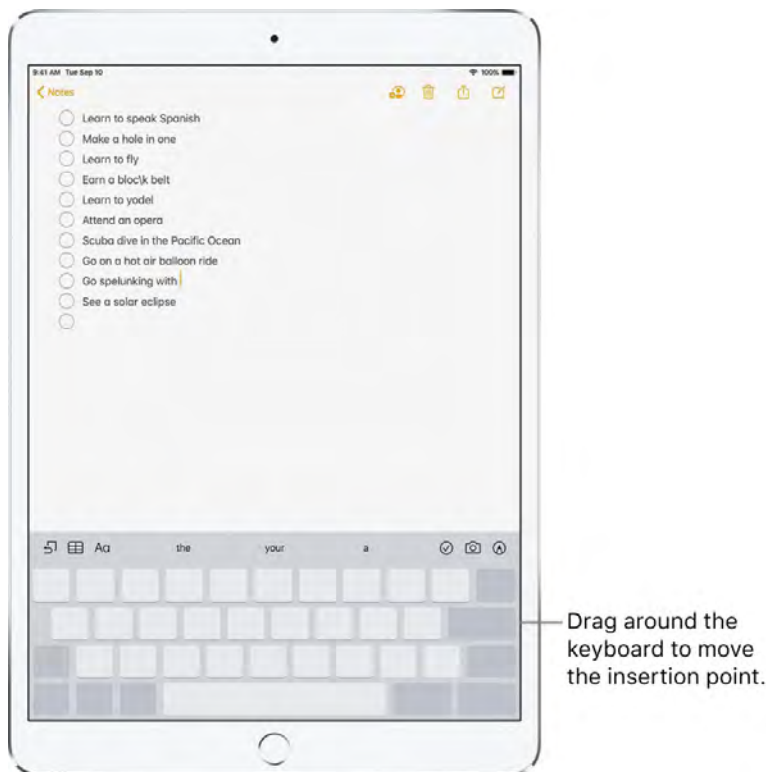 9:41 AM Tue Sep 10
100%
Notes
Learn to speak Spanish
Make a hole in one
Learn to fly
Earn a bloc\k belt
Learn to yodel
Attend an opera
Scuba dive in the Pacific Ocean
Go on a hot air balloon ride
Go spelunking with
See a solar eclipse
Aa the your a
Drag around the
keyboard to move
the insertion point.